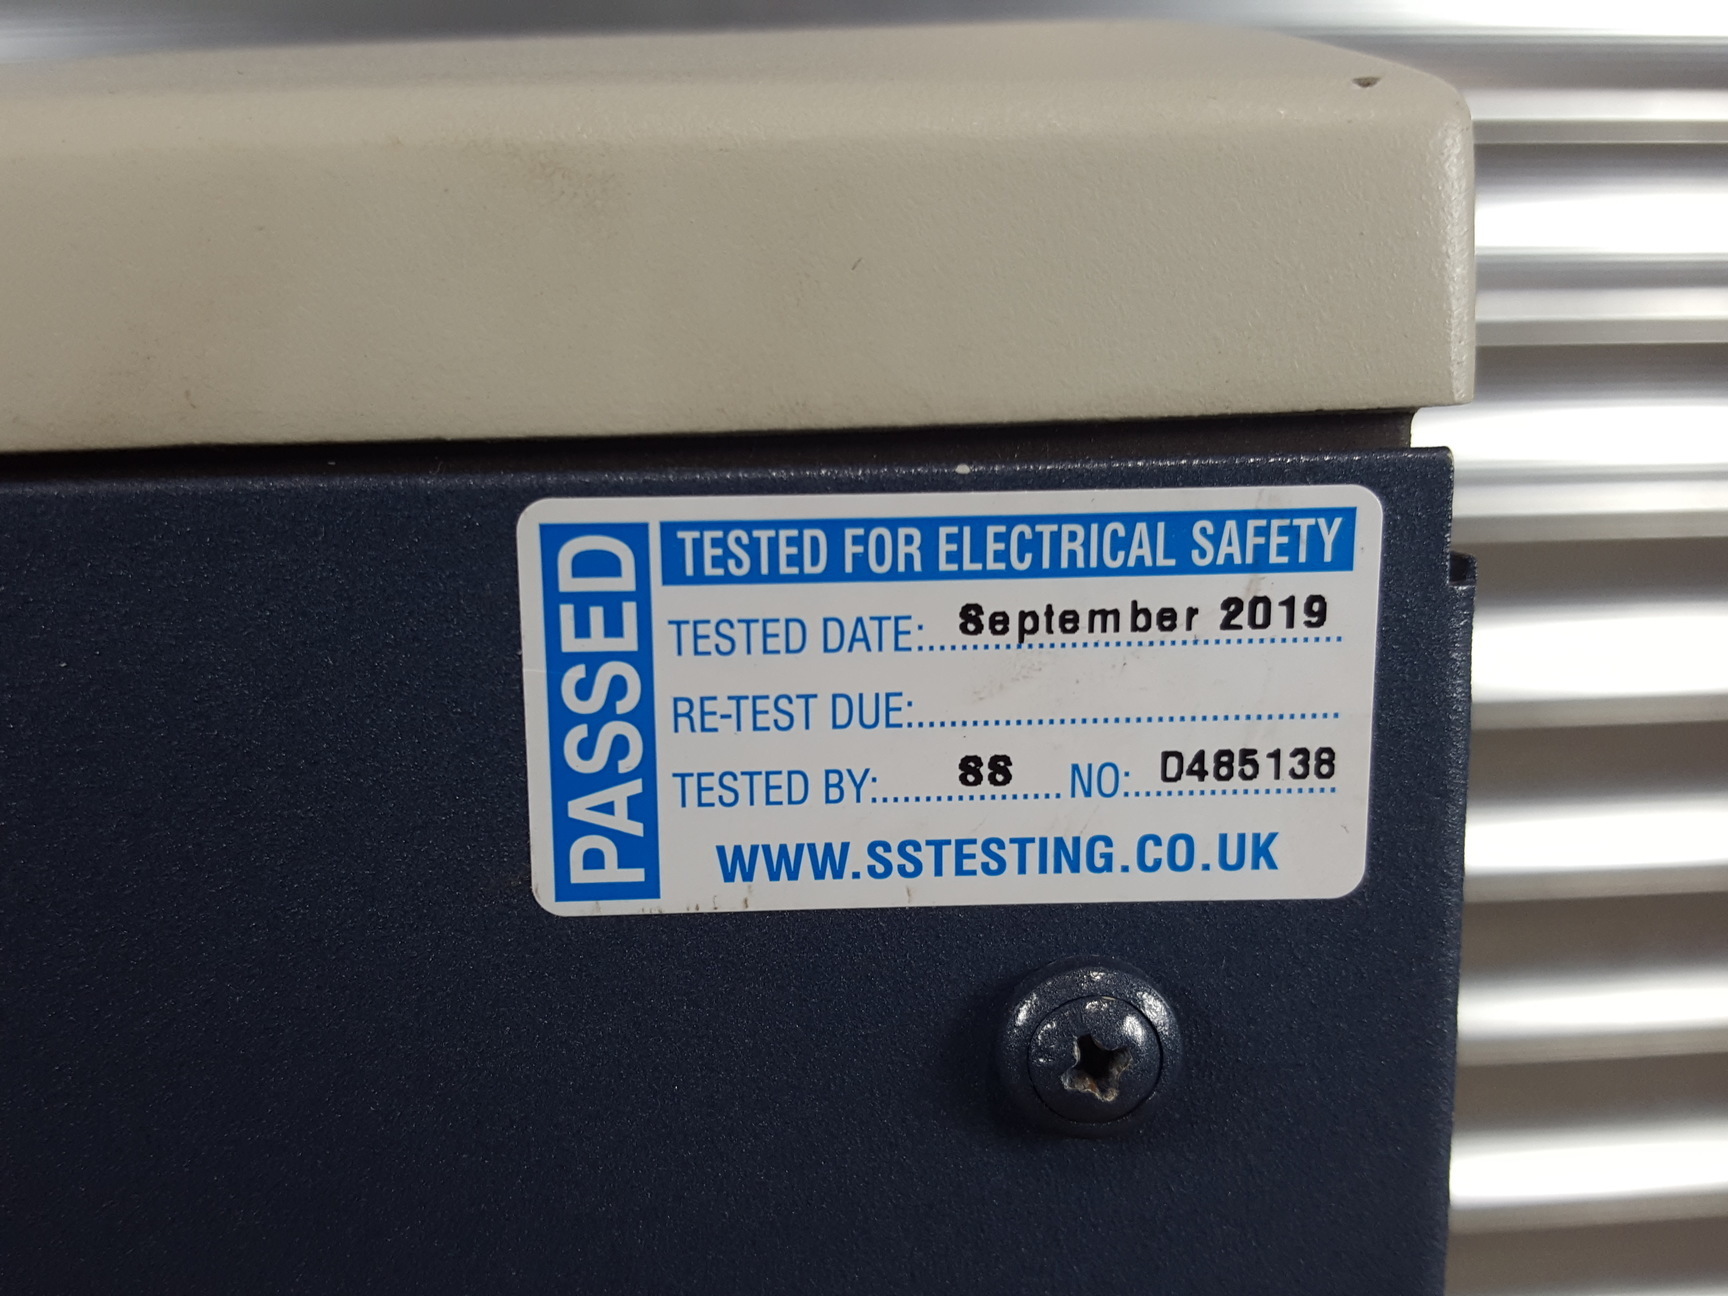 PASSED
TESTED FOR ELECTRICAL SAFETY
TESTED DATE: September 2019
RE-TEST DUE:
TESTED BY: SS NO: D485138
WWW.SSTESTING.CO.UK